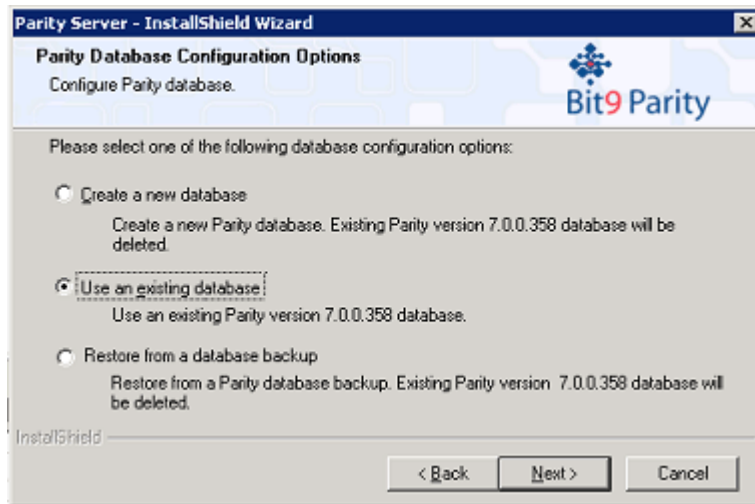 Parity Server - InstallShield Wizard
Parity Database Configuration Options
Configure Parity database.
Bit9 Parity
Please select one of the following database configuration options:
Create a new database
Create a new Parity database. Existing Parity version 7.0.0.358 database will be
deleted.
Use an existing database
Use an existing Parity version 7.0.0.358 database.
Restore from a database backup
Restore from a Parity database backup. Existing Parity version 7.0.0.358 database will
be deleted.
InstallShield
< Back
Next >
Cancel